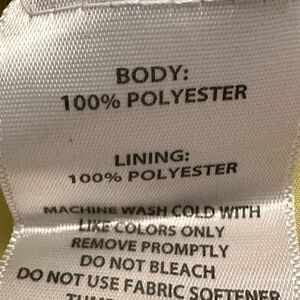 BODY:
100% POLYESTER
LINING:
100% POLYESTER
MACHINE WASH COLD WITH
LIKE COLORS ONLY
REMOVE PROMPTLY
DO NOT BLEACH
DO NOT USE FABRIC SOFTENER